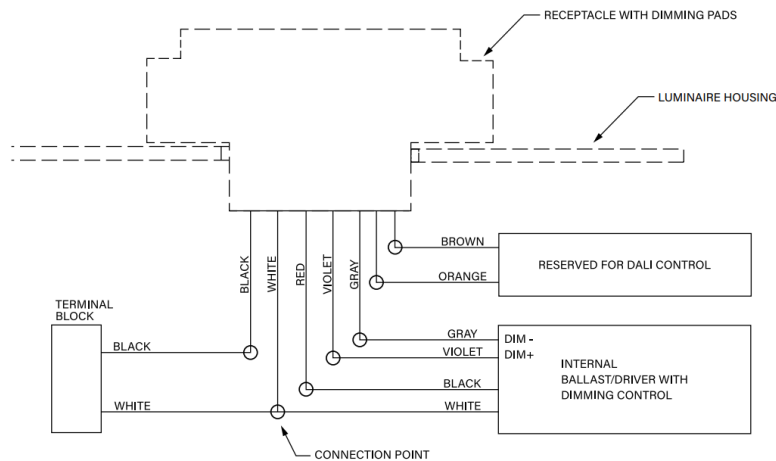 RECEPTACLE WITH DIMMING PADS
LUMINAIRE HOUSING
BLACK
WHITE
RED
VIOLET
GRAY
BROWN
ORANGE
RESERVED FOR DALI CONTROL
TERMINAL
BLOCK
BLACK
WHITE
GRAY
VIOLET
BLACK
WHITE
DIM -
DIM+
INTERNAL
BALLAST/DRIVER WITH
DIMMING CONTROL
CONNECTION POINT